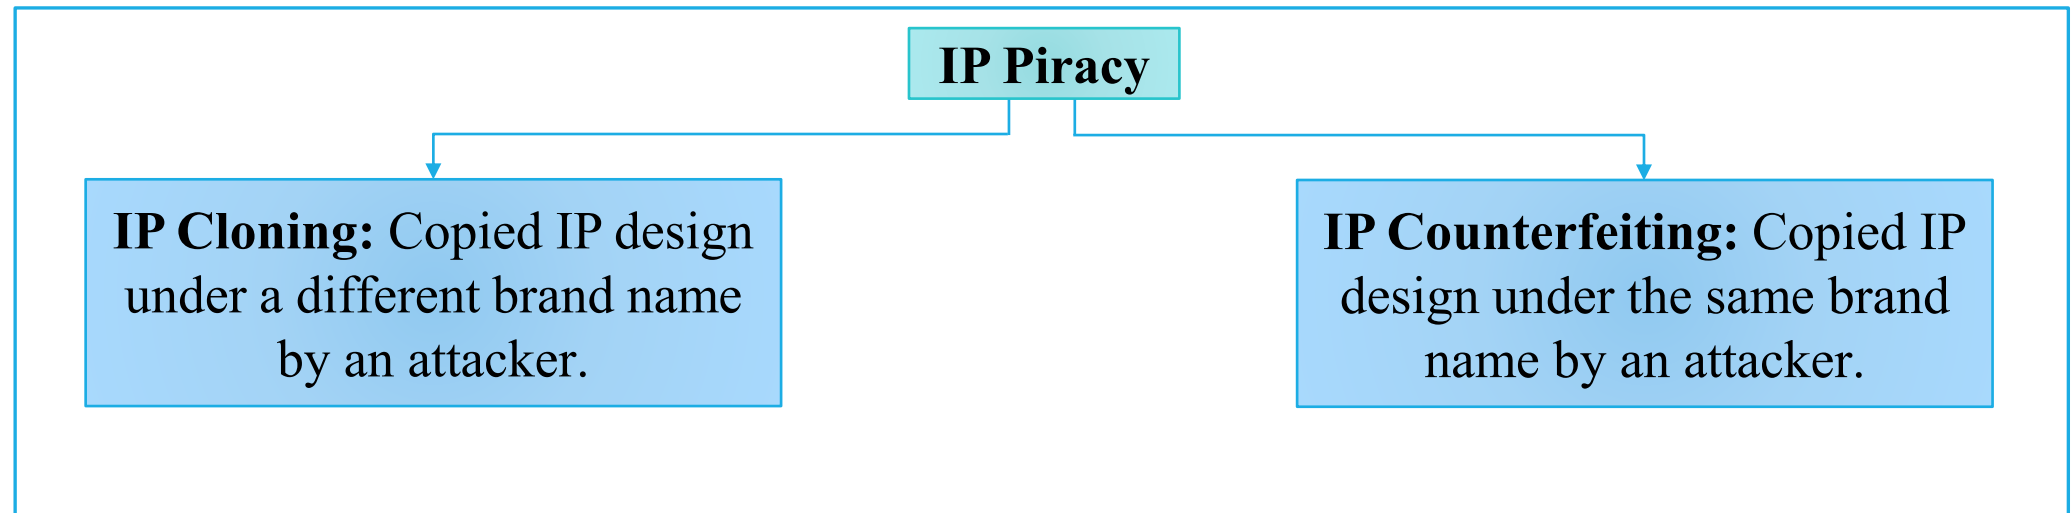 IP Piracy
IP Cloning: Copied IP design
under a different brand name
by an attacker.
IP Counterfeiting: Copied IP
design under the same brand
name by an attacker.